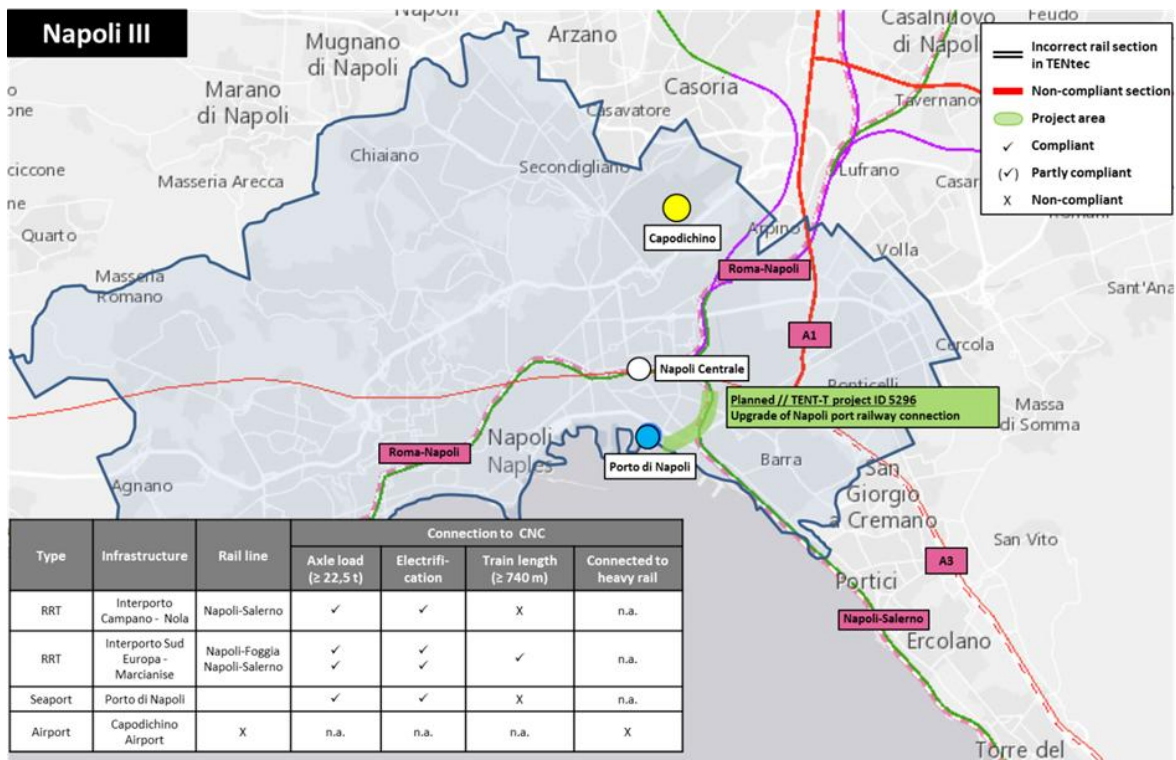 Napoli III
Napoli
Mugnano
di Napoli
Arzano
Casalnuovo
di Napoli
Feudo
Marano
di Napoli
Casoria
Casavatore
Tavernanov
Chiaiano
Secondigliano
Masseria Arecca
ciccone
ne
Quarto
Lufrano
Casar
Arpino
Volla
Sant'Ana
Masseria
Romano
Cercola
Ponticelli
Massa
di Somma
Napoli
Naples
Agnano
Barra
San
Giorgio
a Cremano
San Vito
Portici
Ercolano
Torre del
Incorrect rail section
in TENtec
Non-compliant section
Project area
✓ Compliant
(✓) Partly compliant
X Non-compliant
Capodichino
Roma-Napoli
A1
Napoli Centrale
Planned // TENT-T project ID 5296
Upgrade of Napoli port railway connection
Roma-Napoli
Porto di Napoli
A3
Napoli-Salerno
Type Infrastructure Rail line Connection to CNC
Axle load
(≥ 22,5 t)
Electrifi-
cation
Train length
(≥ 740 m)
Connected to
heavy rail
RRT Interporto
Campano - Nola Napoli-Salerno ✓ ✓ X n.a.
RRT Interporto Sud
Europa -
Marcianise Napoli-Foggia
Napoli-Salerno ✓
✓ ✓
✓ ✓ n.a.
Seaport Porto di Napoli ✓ ✓ X n.a.
Airport Capodichino
Airport X n.a. n.a. n.a. X